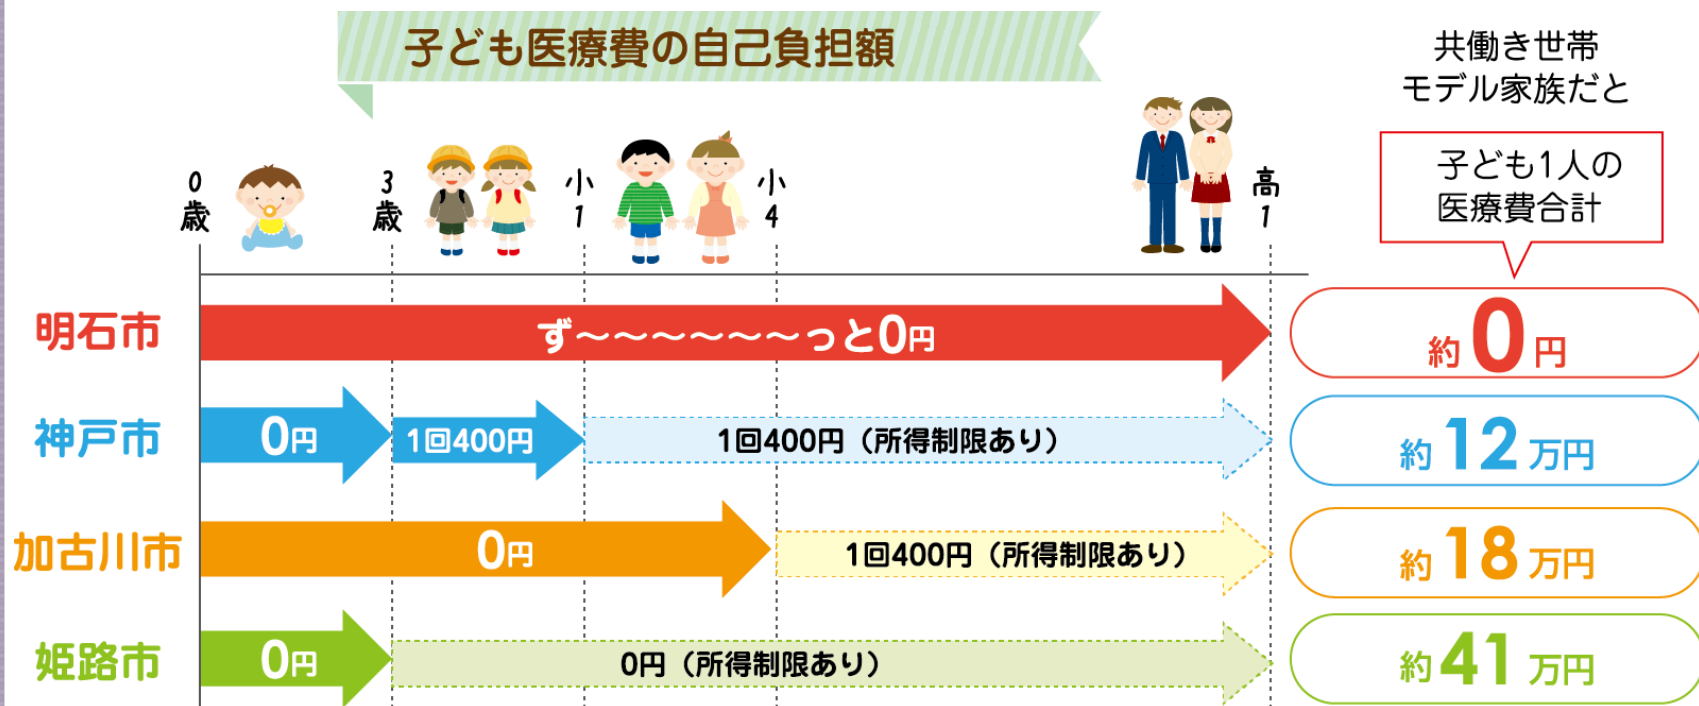 子ども医療費の自己負担額
共働き世帯
モデル家族だと
子ども1人の
医療費合計
0歳
3歳
小1
小4
高1
明石市
ず〜〜〜〜〜〜っと0円
約0円
神戸市
0円
1回400円
1回400円（所得制限あり）
約12万円
加古川市
0円
1回400円（所得制限あり）
約18万円
姫路市
0円
0円（所得制限あり）
約41万円